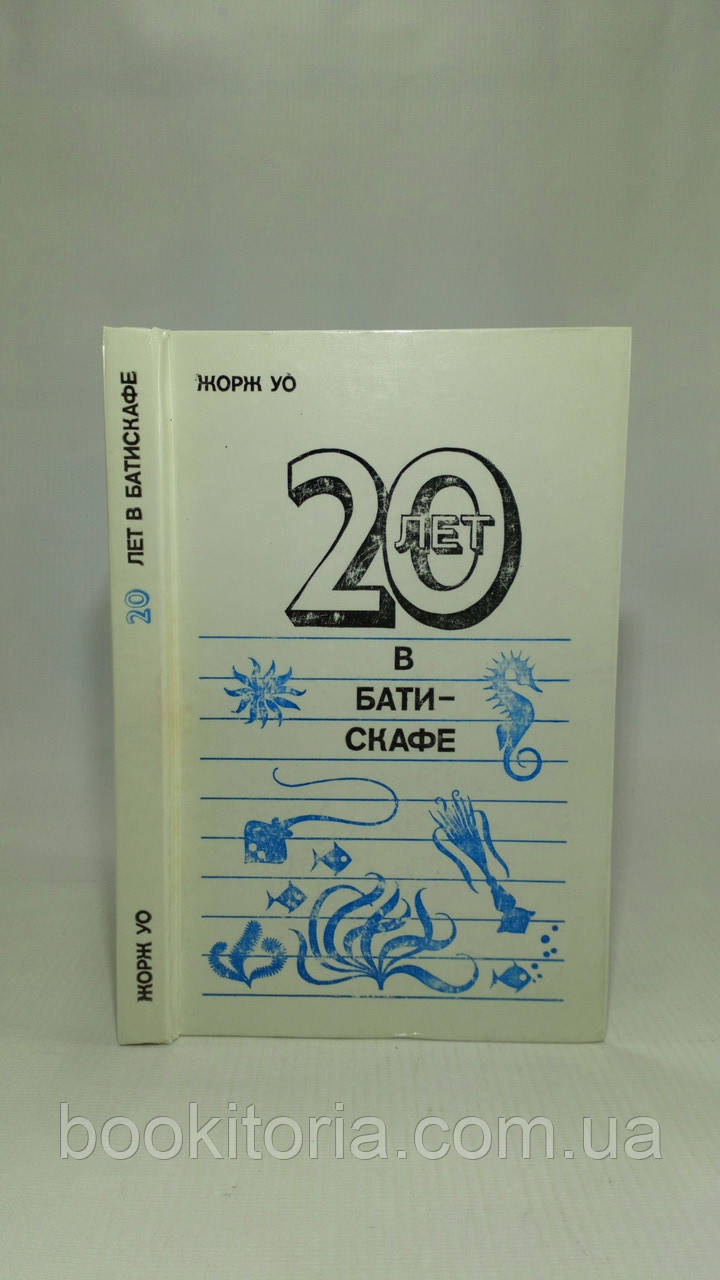 ЖОРЖ УО
20
ЛЕТ
В
БАТИ-
СКАФЕ
ЖОРЖ УО 20 ЛЕТ В БАТИСКАФЕ
bookitoria.com.ua